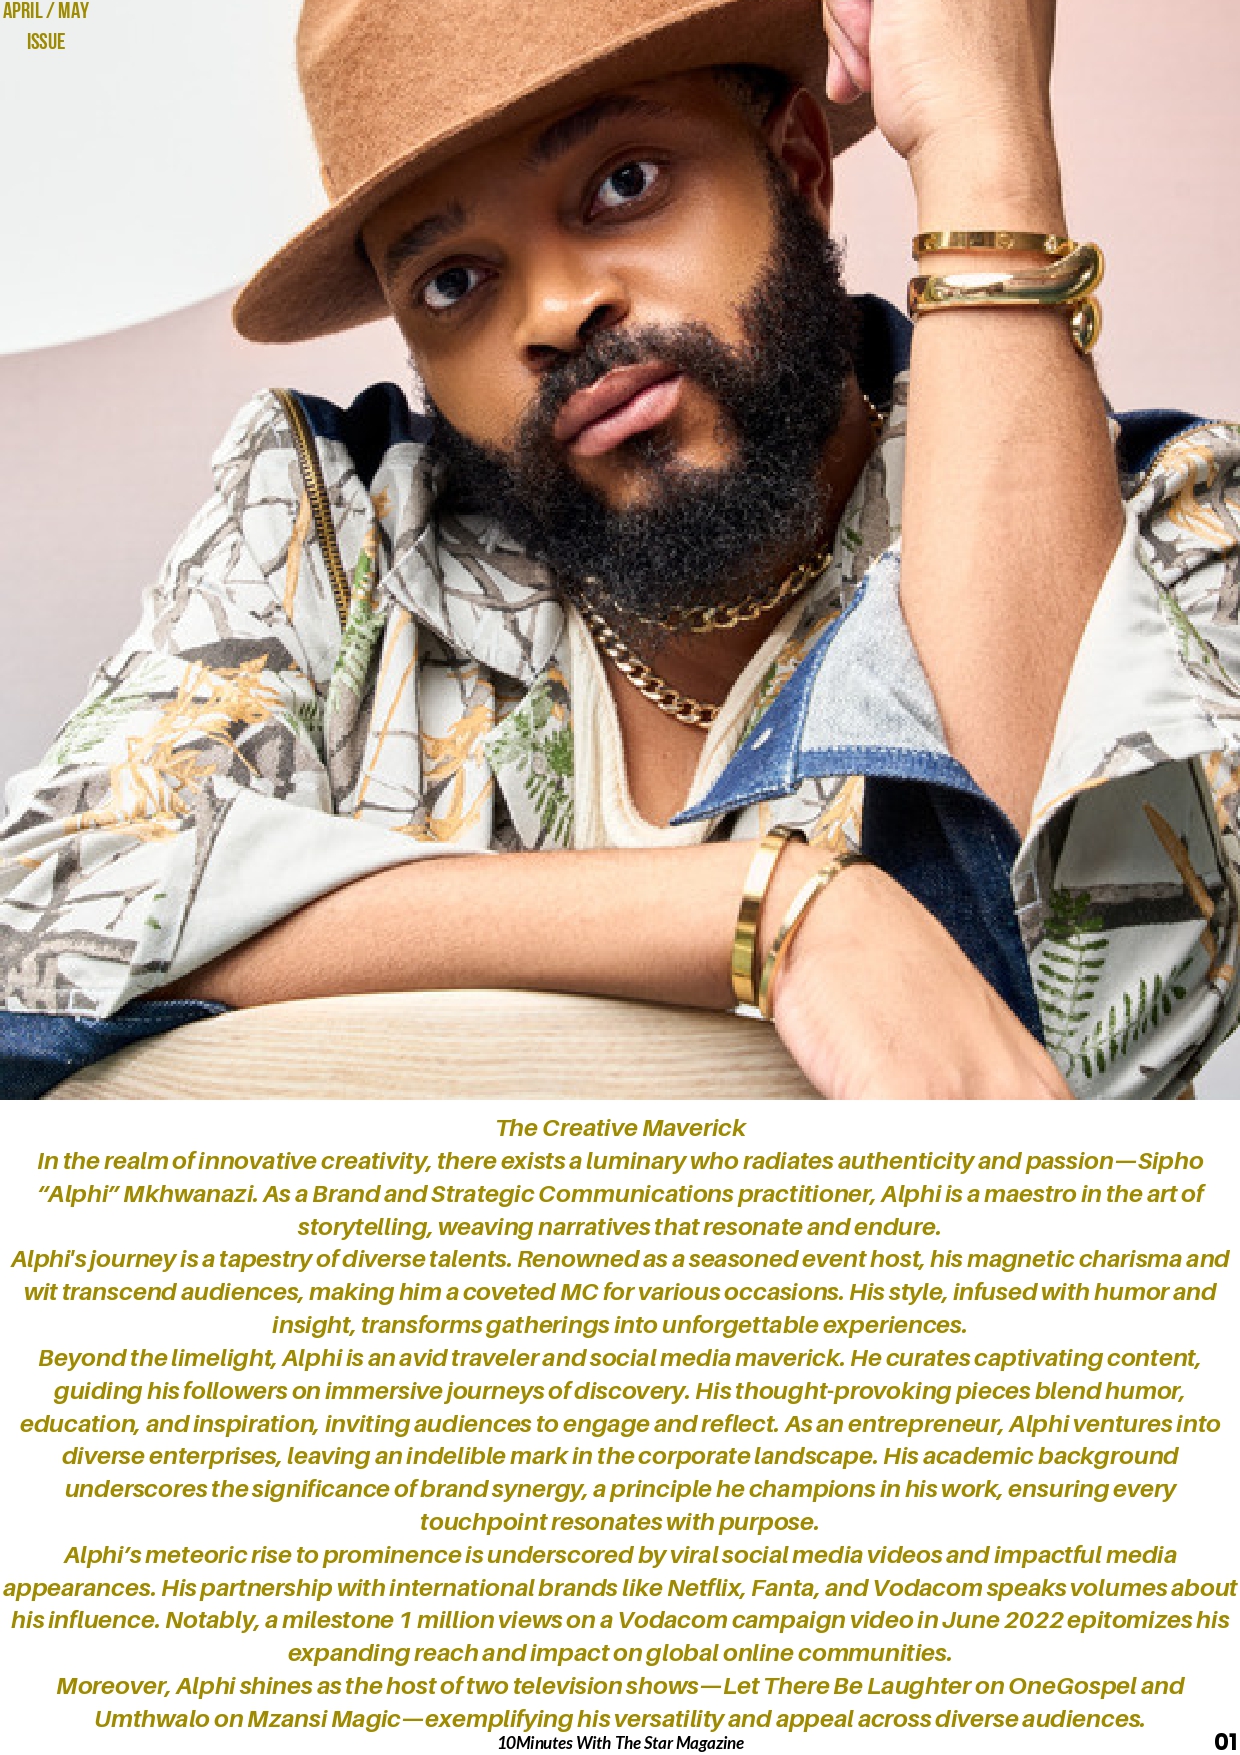 APRIL / MAY
ISSUE
The Creative Maverick
In the realm of innovative creativity, there exists a luminary who radiates authenticity and passion—Sipho
“Alphi” Mkhwanazi. As a Brand and Strategic Communications practitioner, Alphi is a maestro in the art of
storytelling, weaving narratives that resonate and endure.
Alphi's journey is a tapestry of diverse talents. Renowned as a seasoned event host, his magnetic charisma and
wit transcend audiences, making him a coveted MC for various occasions. His style, infused with humor and
insight, transforms gatherings into unforgettable experiences.
Beyond the limelight, Alphi is an avid traveler and social media maverick. He curates captivating content,
guiding his followers on immersive journeys of discovery. His thought-provoking pieces blend humor,
education, and inspiration, inviting audiences to engage and reflect. As an entrepreneur, Alphi ventures into
diverse enterprises, leaving an indelible mark in the corporate landscape. His academic background
underscores the significance of brand synergy, a principle he champions in his work, ensuring every
touchpoint resonates with purpose.
Alphi’s meteoric rise to prominence is underscored by viral social media videos and impactful media
appearances. His partnership with international brands like Netflix, Fanta, and Vodacom speaks volumes about
his influence. Notably, a milestone 1 million views on a Vodacom campaign video in June 2022 epitomizes his
expanding reach and impact on global online communities.
Moreover, Alphi shines as the host of two television shows—Let There Be Laughter on OneGospel and
Umthwalo on Mzansi Magic—exemplifying his versatility and appeal across diverse audiences.
10Minutes With The Star Magazine
01